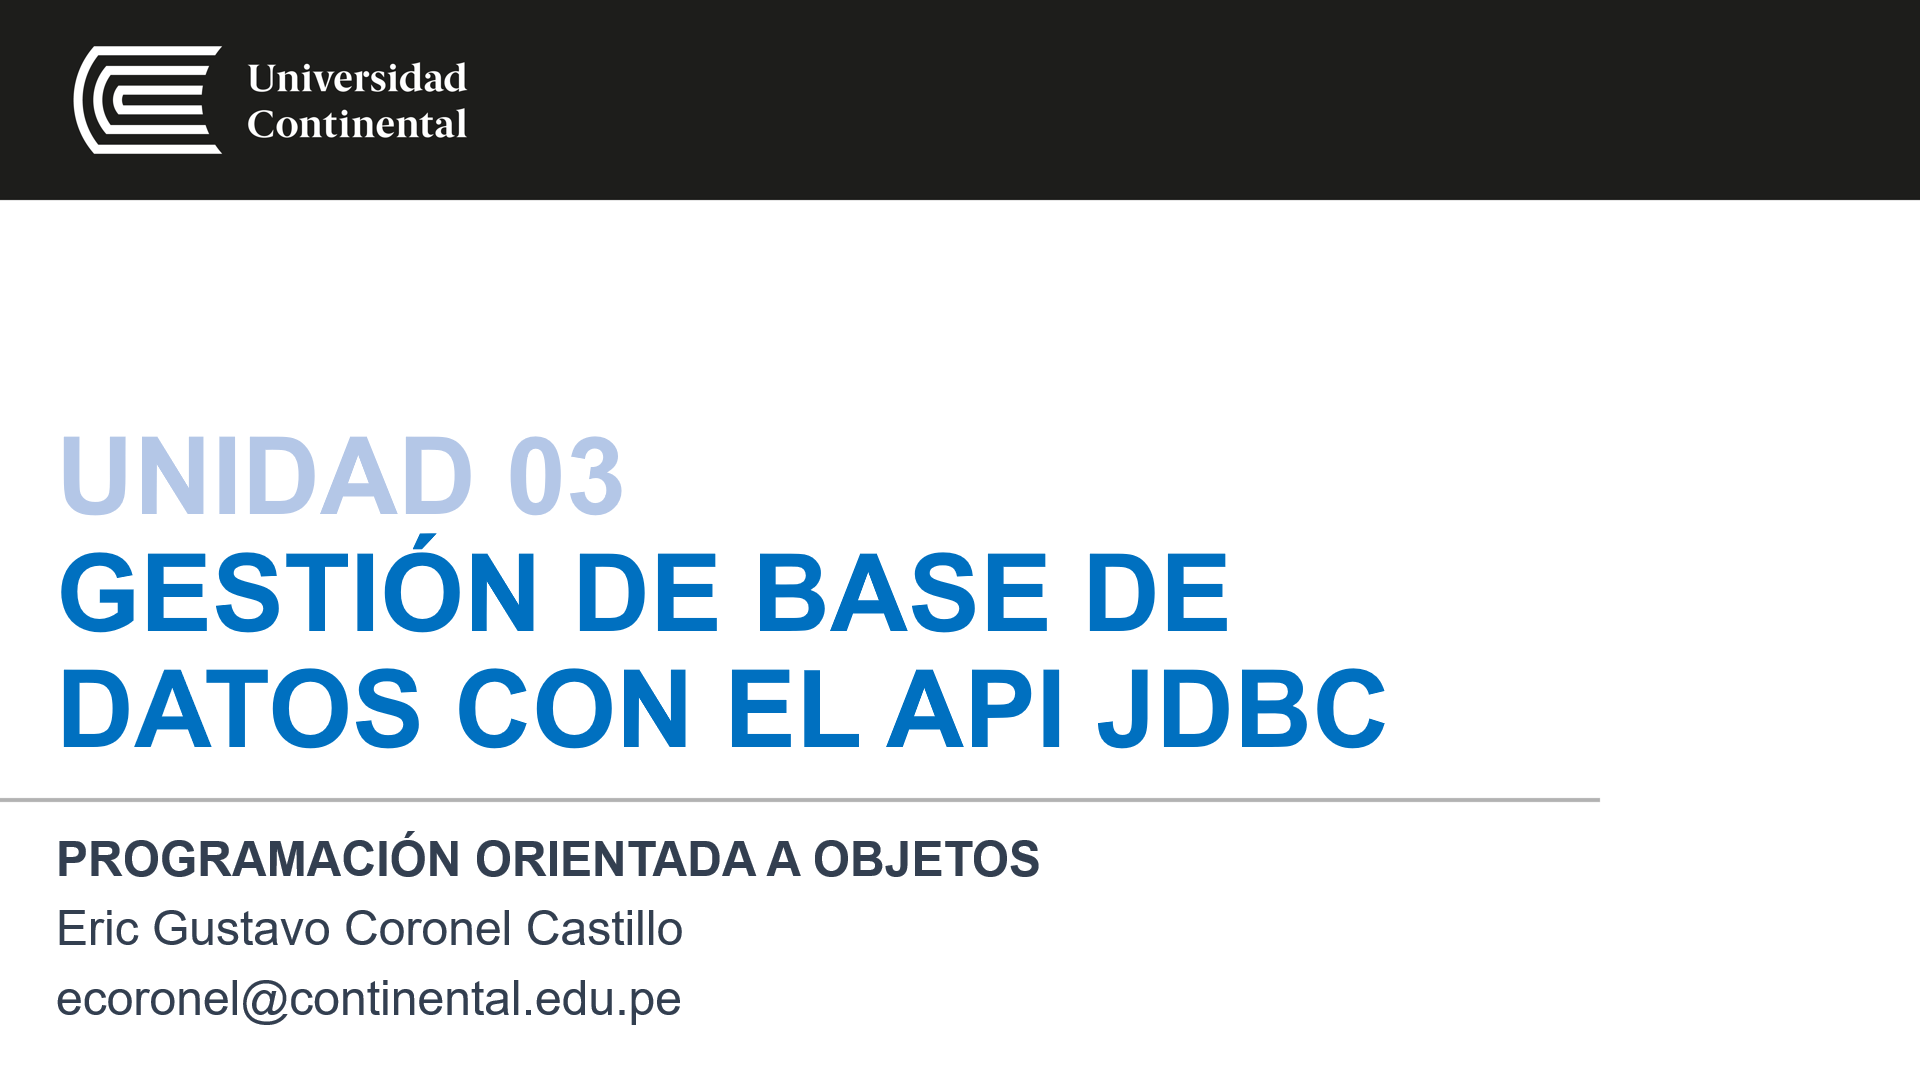 Universidad
Continental
UNIDAD 03
GESTIÓN DE BASE DE
DATOS CON EL API JDBC
PROGRAMACIÓN ORIENTADA A OBJETOS
Eric Gustavo Coronel Castillo
ecoronel@continental.edu.pe